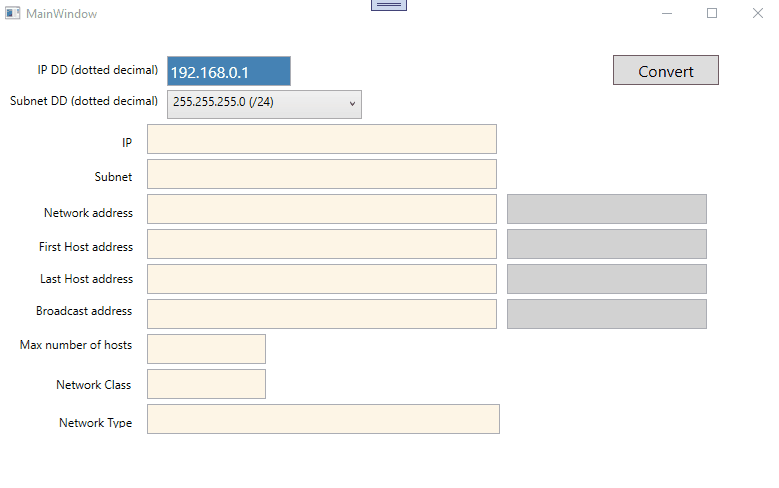 MainWindow
IP DD (dotted decimal) 192.168.0.1 Convert
Subnet DD (dotted decimal) 255.255.255.0 (/24)
IP
Subnet
Network address
First Host address
Last Host address
Broadcast address
Max number of hosts
Network Class
Network Type